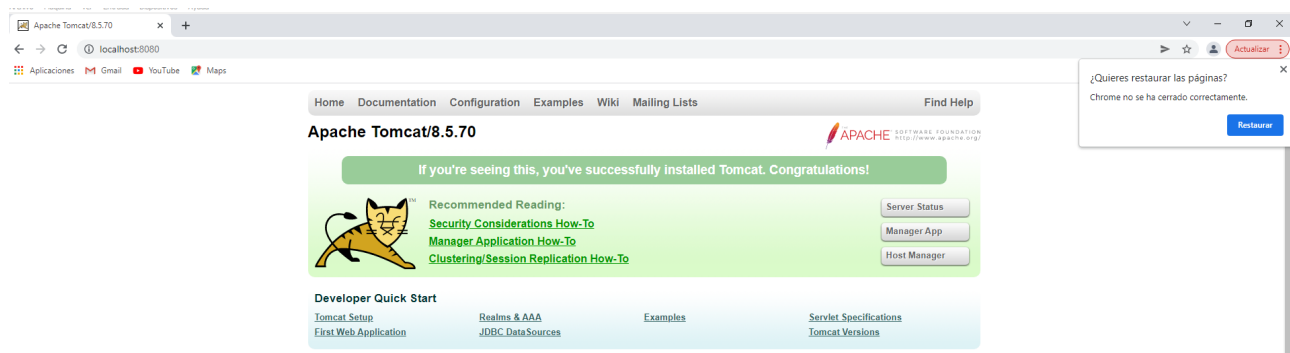 Apache Tomcat/8.5.70
localhost:8080
Actualizar
Aplicaciones Gmail YouTube Maps
¿Quieres restaurar las páginas?
Chrome no se ha cerrado correctamente.
Restaurar
Home Documentation Configuration Examples Wiki Mailing Lists Find Help
Apache Tomcat/8.5.70
APACHE SOFTWARE FOUNDATION
http://www.apache.org/
If you're seeing this, you've successfully installed Tomcat. Congratulations!
TM
Recommended Reading:
Security Considerations How-To
Manager Application How-To
Clustering/Session Replication How-To
Server Status
Manager App
Host Manager
Developer Quick Start
Tomcat Setup Realms & AAA Examples Servlet Specifications
First Web Application JDBC DataSources Tomcat Versions